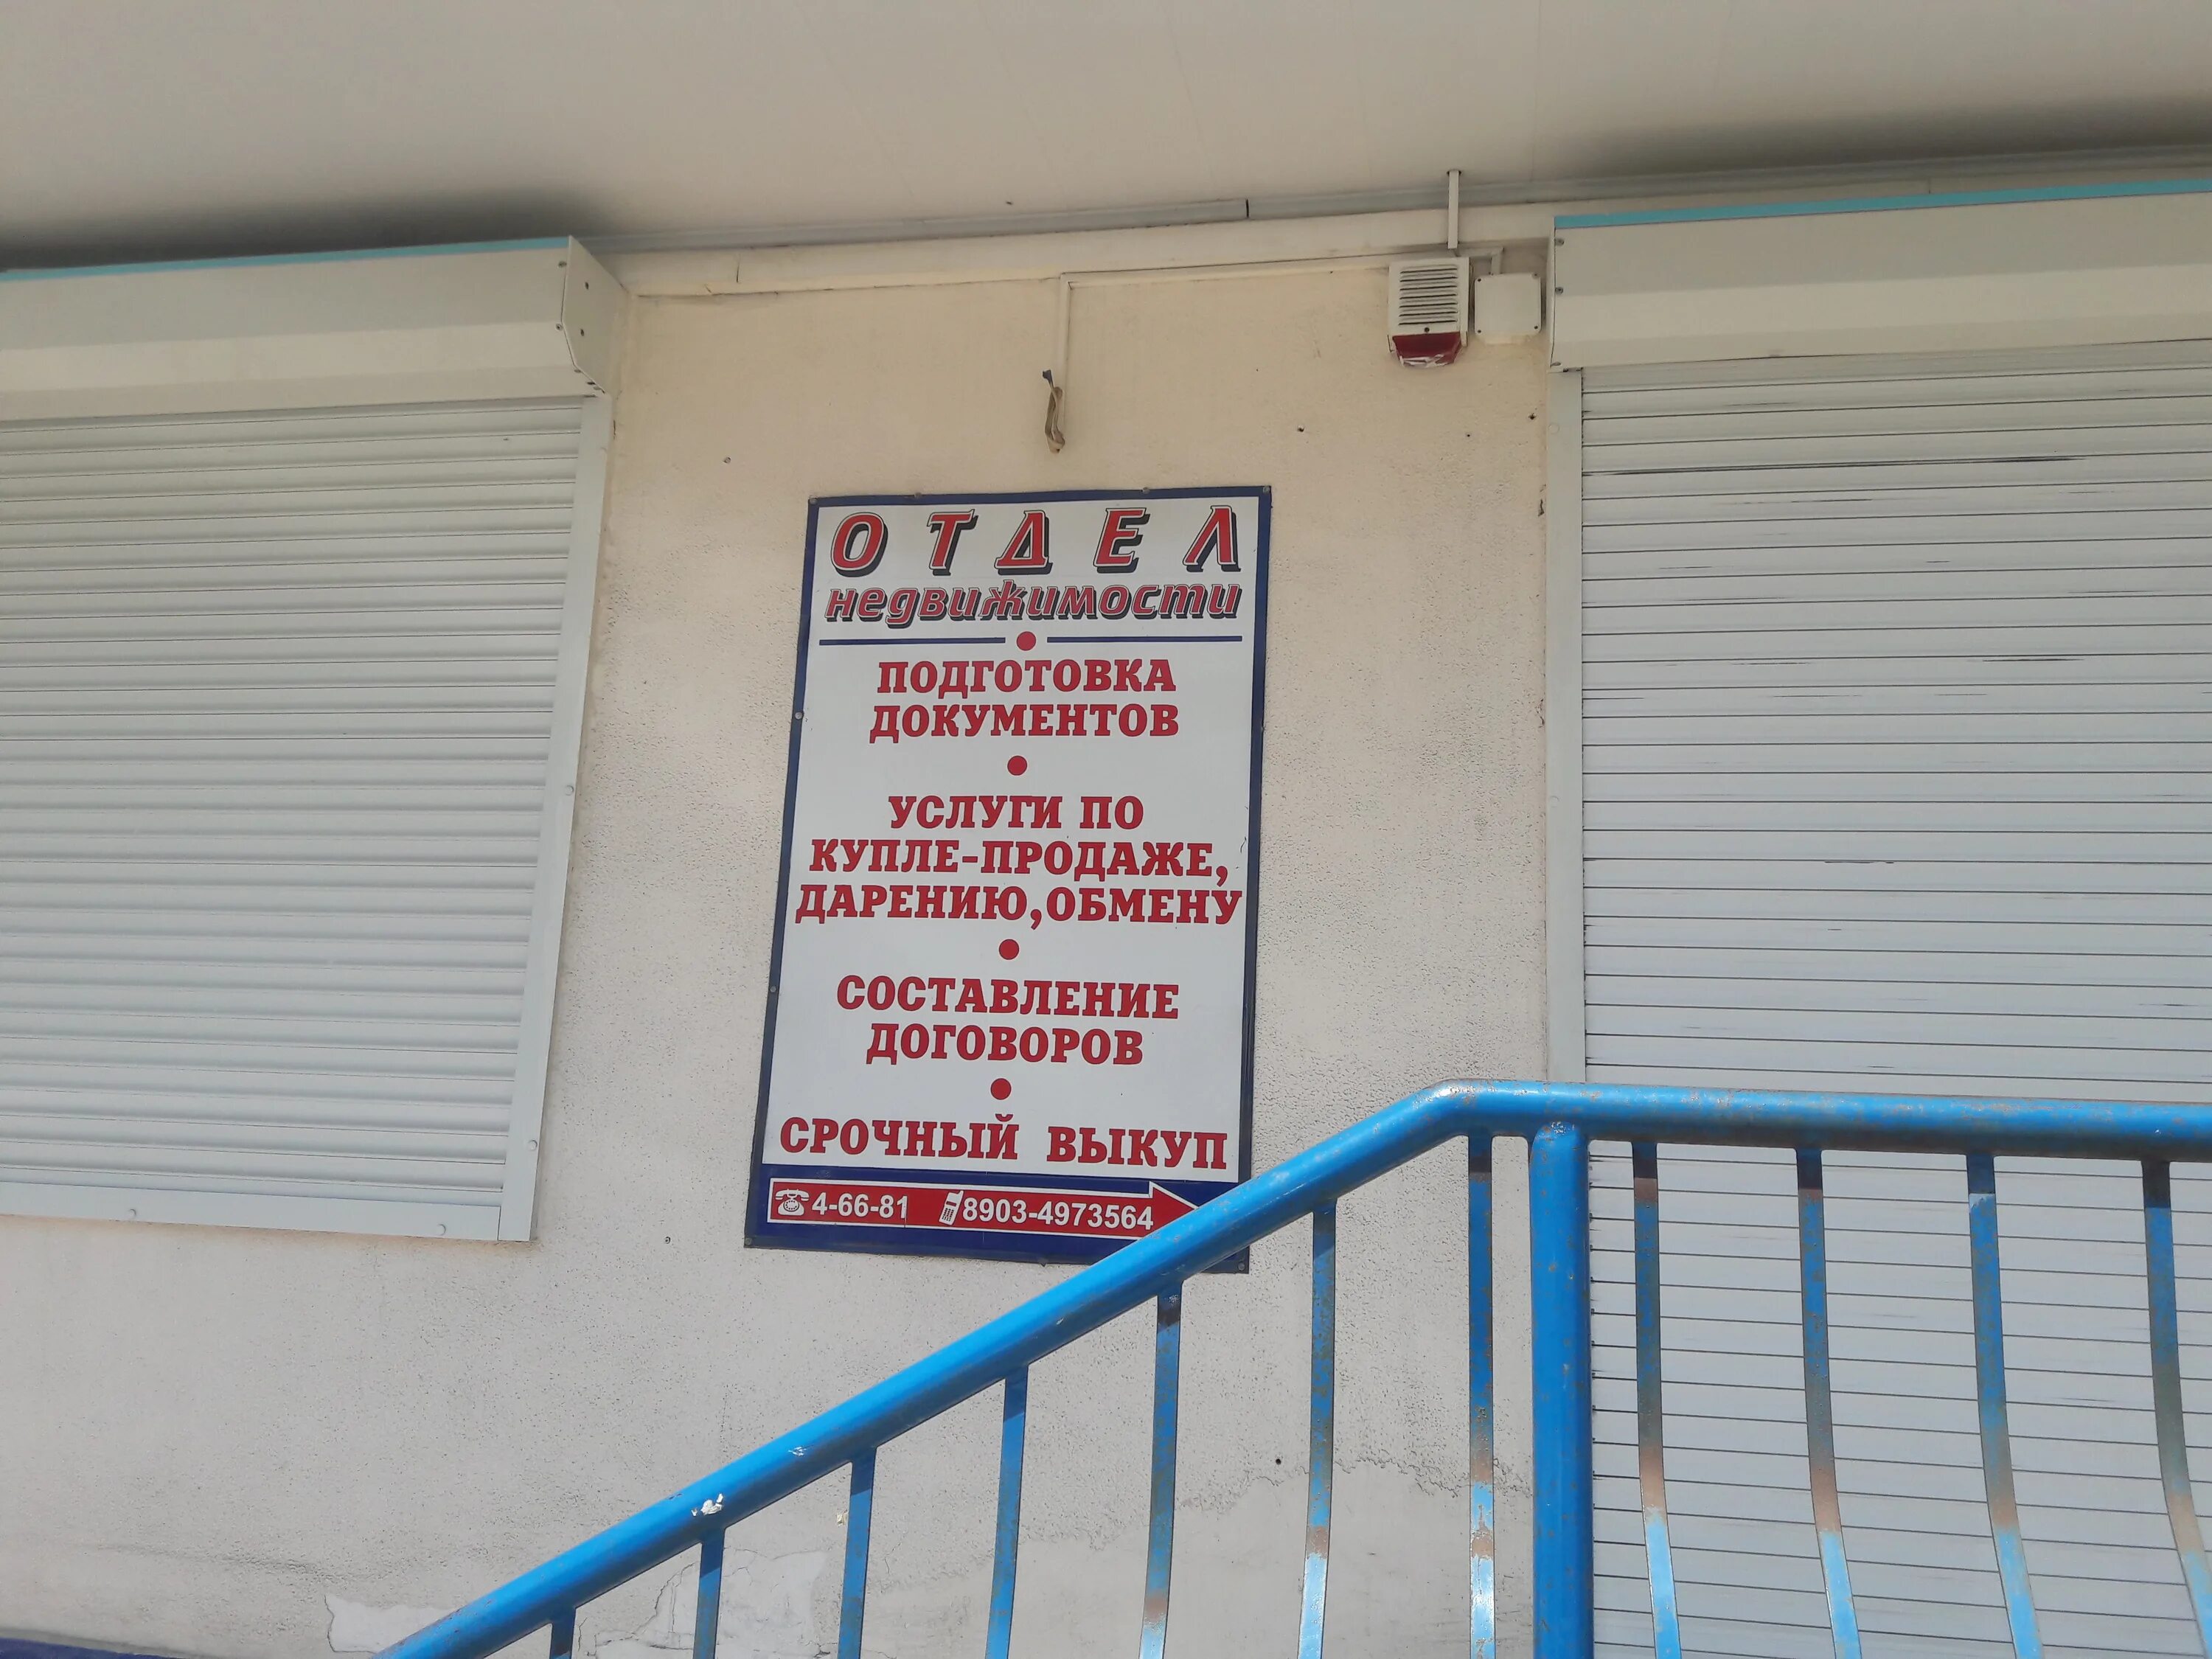 ОТДЕЛ
недвижимости
ПОДГОТОВКА
ДОКУМЕНТОВ
УСЛУГИ ПО
КУПЛЕ-ПРОДАЖЕ,
ДАРЕНИЮ,ОБМЕНУ
СОСТАВЛЕНИЕ
ДОГОВОРОВ
СРОЧНЫЙ ВЫКУП
4-66-81 8903-4973564